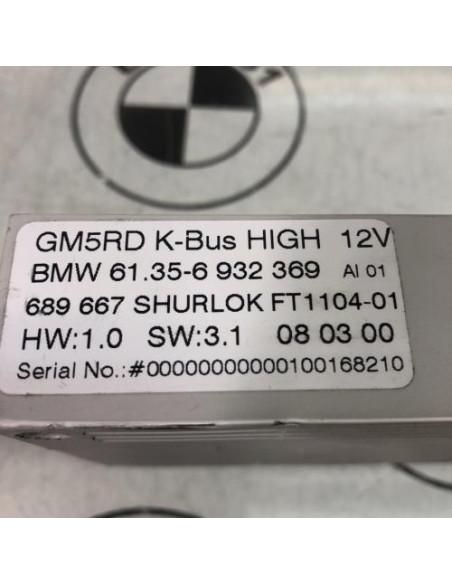 GM5RD K-Bus HIGH 12V
BMW 61.35-6 932 369 AI 01
689 667 SHURLOK FT1104-01
HW:1.0 SW:3.1 08 03 00
Serial No.:#00000000000100168210